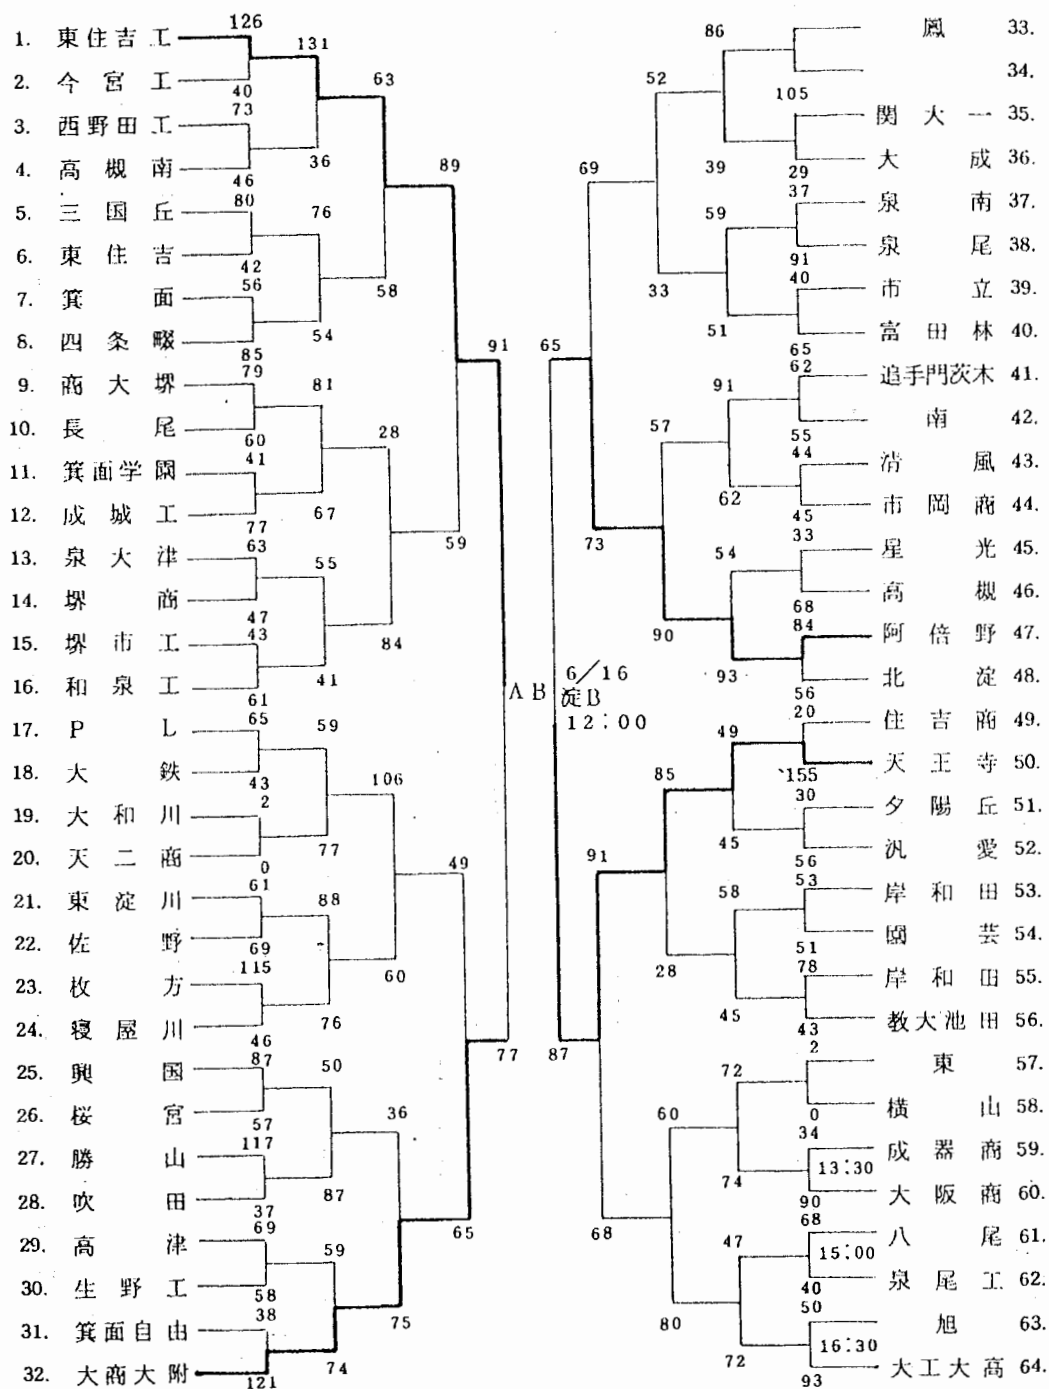 1. 東住吉工
126
131
2. 今宮工
40
63
3. 西野田工
73
4. 高槻南
46
36
89
5. 三国丘
80
76
6. 東住吉
42
7. 箕面
56
58
8. 四条畷
85
54
91
9. 商大堺
79
81
10. 長尾
60
28
11. 箕面学園
41
12. 成城工
77
67
59
13. 泉大津
63
55
14. 堺商
47
15. 堺市工
43
84
16. 和泉工
61
41
17. PL
65
59
18. 大鉄
43
106
19. 大和川
2
20. 天二商
0
77
49
21. 東淀川
61
88
22. 佐野
69
23. 枚方
115
60
24. 寝屋川
46
76
77
25. 興国
87
50
26. 桜宮
57
36
27. 勝山
117
28. 吹田
37
87
65
29. 高津
69
59
30. 生野工
58
31. 箕面自由
38
75
32. 大商大附
121
74
A B
6/16
淀B
12:00
鳳 33.
86
34.
52
105
関大一 35.
大成 36.
29
39
69
37
泉南 37.
59
泉尾 38.
91
33
40
市立 39.
富田林 40.
65
51
65
62
追手門茨木 41.
91
南 42.
55
57
44
清風 43.
市岡商 44.
45
62
73
33
星光 45.
54
高槻 46.
68
90
84
阿倍野 47.
北淀 48.
56
93
20
住吉商 49.
49
天王寺 50.
155
85
30
夕陽丘 51.
汎愛 52.
56
45
91
53
岸和田 53.
58
園芸 54.
51
28
78
岸和田 55.
教大池田 56.
43
45
87
2
東 57.
72
横山 58.
0
60
34
成器商 59.
13:30
大阪商 60.
90
74
68
68
八尾 61.
47
15:00
泉尾工 62.
40
80
50
旭 63.
16:30
大工大高 64.
93
72